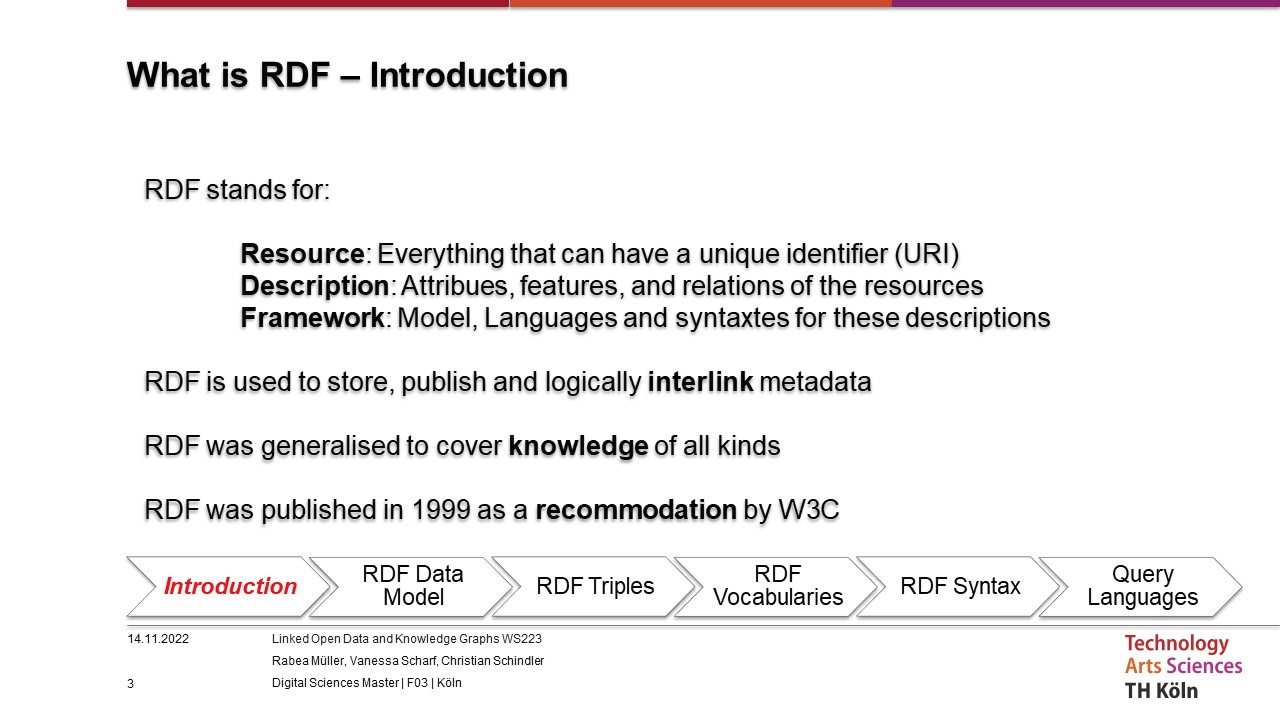 What is RDF – Introduction
RDF stands for:
Resource: Everything that can have a unique identifier (URI)
Description: Attribues, features, and relations of the resources
Framework: Model, Languages and syntaxtes for these descriptions
RDF is used to store, publish and logically interlink metadata
RDF was generalised to cover knowledge of all kinds
RDF was published in 1999 as a recommodation by W3C
Introduction
RDF Data
Model
RDF Triples
RDF
Vocabularies
RDF Syntax
Query
Languages
14.11.2022
Linked Open Data and Knowledge Graphs WS223
Rabea Müller, Vanessa Scharf, Christian Schindler
3
Digital Sciences Master | F03 | Köln
Technology
Arts Sciences
TH Köln